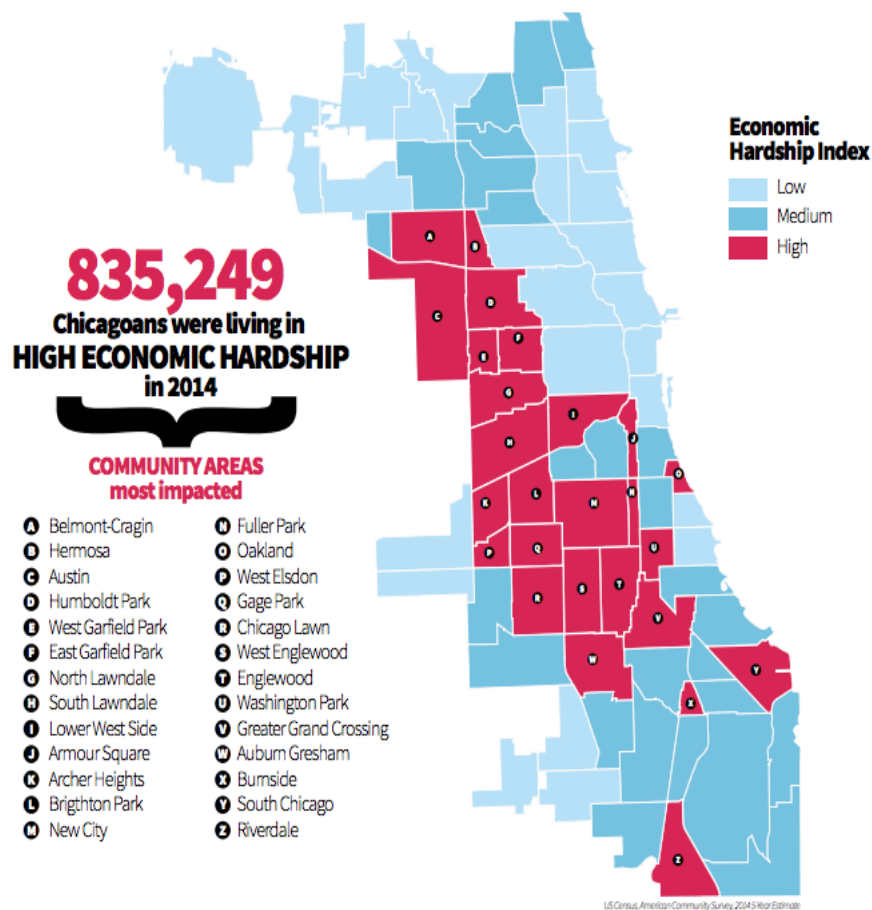 Economic
Hardship Index
Low
Medium
High
835,249
Chicagoans were living in
HIGH ECONOMIC HARDSHIP
in 2014
COMMUNITY AREAS
most impacted
A Belmont-Cragin
B Hermosa
C Austin
D Humboldt Park
E West Garfield Park
F East Garfield Park
G North Lawndale
H South Lawndale
I Lower West Side
J Armour Square
K Archer Heights
L Brigthton Park
M New City
N Fuller Park
O Oakland
P West Elsdon
Q Gage Park
R Chicago Lawn
S West Englewood
T Englewood
U Washington Park
V Greater Grand Crossing
W Auburn Gresham
X Burnside
Y South Chicago
Z Riverdale
A
B
C
D
F
E
G
I
H
J
O
K
L
M
N
P
Q
U
R
S
T
V
W
Y
X
Z
US Census, American Community Survey, 2014 5 Year Estimate